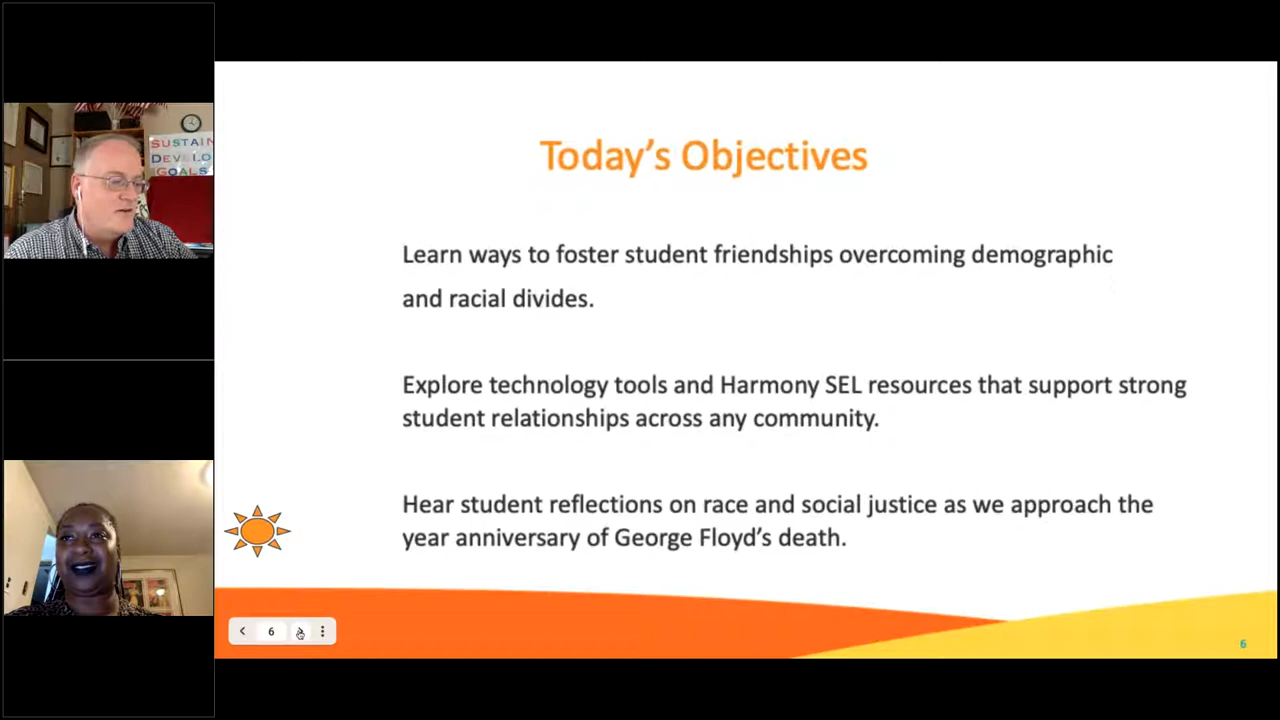 SUSTAIN
DEVELO
GOALS
Today's Objectives
Learn ways to foster student friendships overcoming demographic
and racial divides.
Explore technology tools and Harmony SEL resources that support strong
student relationships across any community.
Hear student reflections on race and social justice as we approach the
year anniversary of George Floyd's death.
6
6